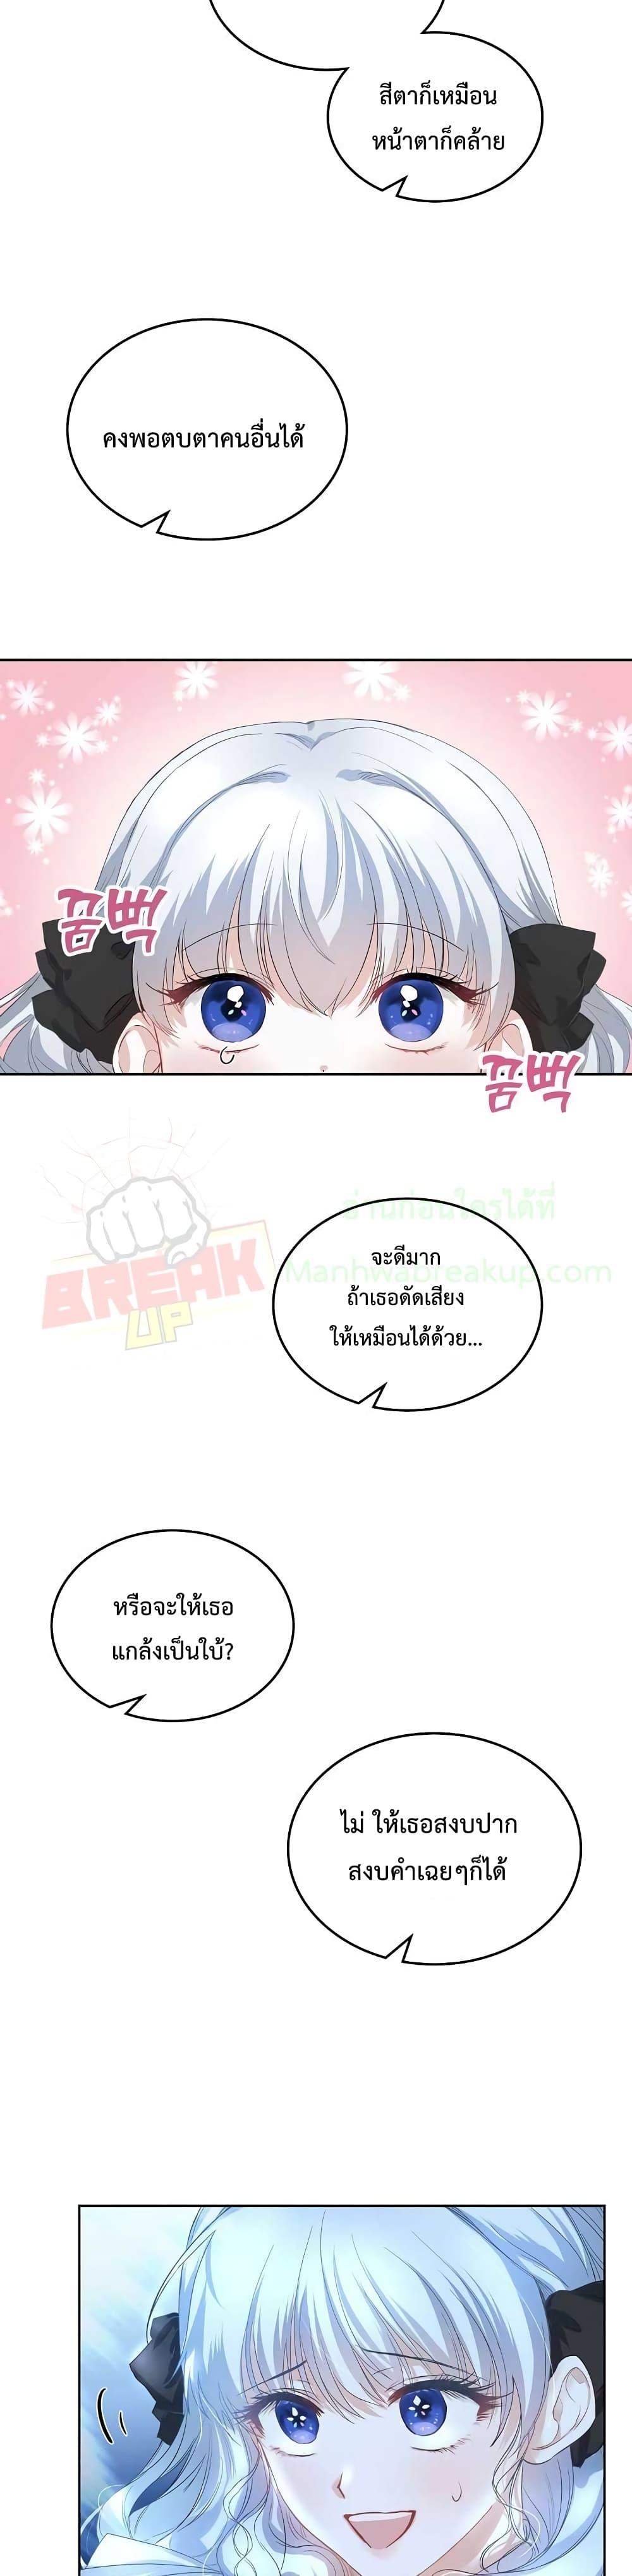 สีตาก็เหมือน
หน้าตาก็คล้าย
คงพอตบตาคนอื่นได้
꿈뻑
꿈뻑
อ่านก่อนใครได้ที่
Manhwabreakup.com
BREAK
UP
จะดีมาก
ถ้าเธอดัดเสียง
ให้เหมือนได้ด้วย...
หรือจะให้เธอ
แกล้งเป็นใบ้?
ไม่ ให้เธอสงบปาก
สงบคำเฉยๆก็ได้